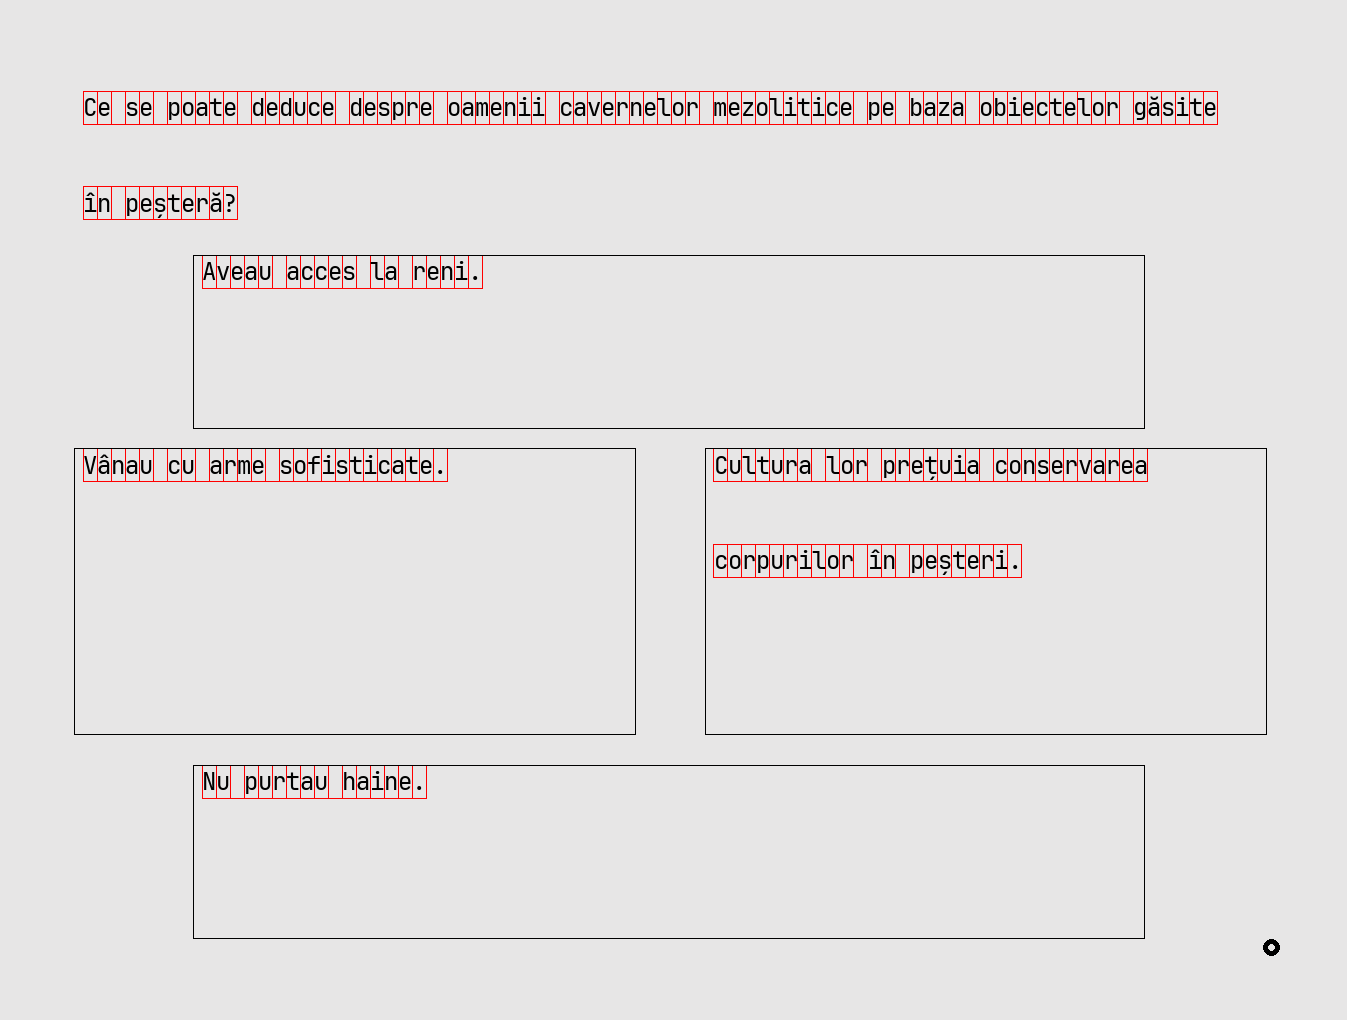 Ce se poate deduce despre oamenii cavernelor mezolitice pe baza obiectelor găsite
în peșteră?
Aveau acces la reni.
Vânau cu arme sofisticate.
Cultura lor prețuia conservarea
corpurilor în peșteri.
Nu purtau haine.